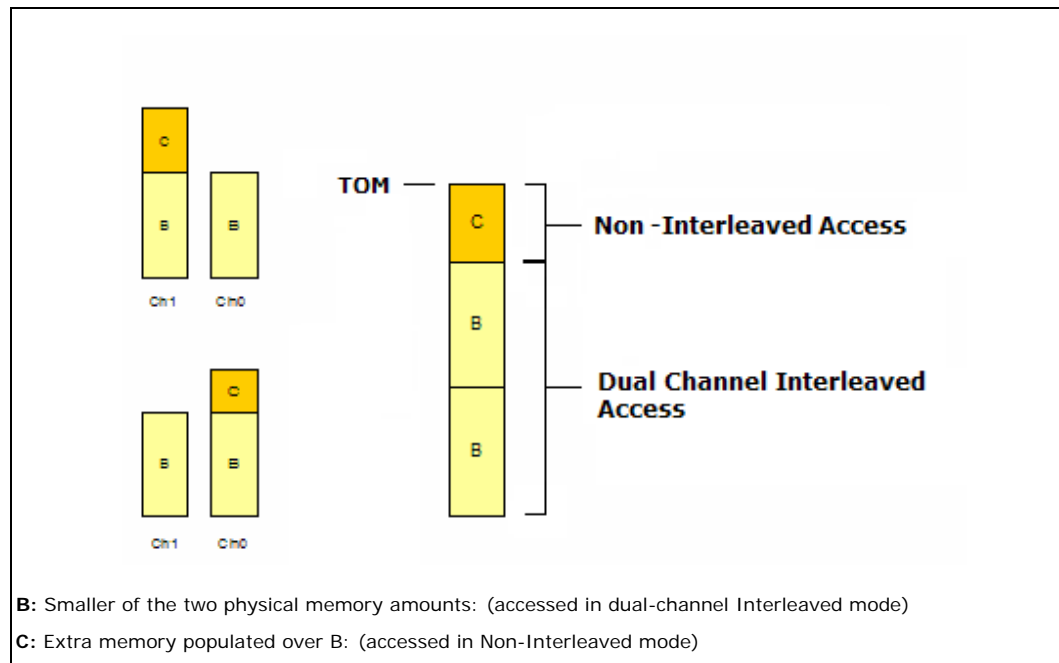 C
B
B
Ch1
Ch0
TOM
C
Non -Interleaved Access
B
Dual Channel Interleaved
Access
B
C
B
B
Ch1
Ch0
B: Smaller of the two physical memory amounts: (accessed in dual-channel Interleaved mode)
C: Extra memory populated over B: (accessed in Non-Interleaved mode)